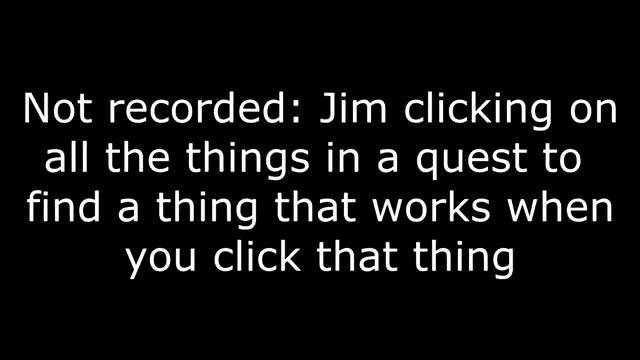 Not recorded: Jim clicking on
all the things in a quest to
find a thing that works when
you click that thing